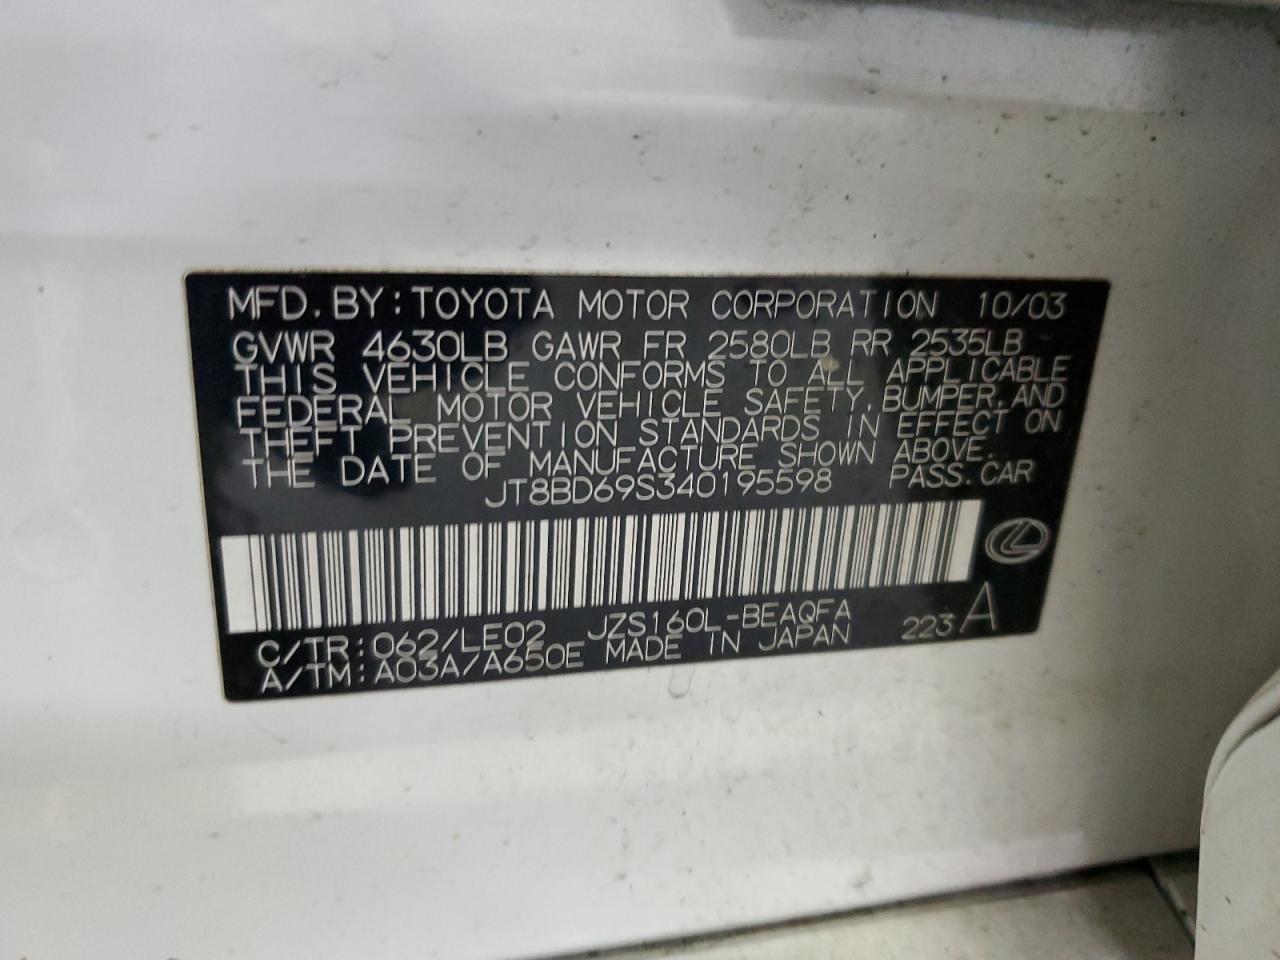 MFD. BY: TOYOTA MOTOR CORPORATION 10/03
GVWR 4630LB GAWR FR 2580LB RR 2535LB
THIS VEHICLE CONFORMS TO ALL APPLICABLE
FEDERAL MOTOR VEHICLE SAFETY, BUMPER, AND
THEFT PREVENTION STANDARDS IN EFFECT ON
THE DATE OF MANUFACTURE SHOWN ABOVE.
JT8BD69S340195598 PASS. CAR
C/TR: 062/LE02 JZS160L-BEAQFA
A/TM: A03A/A650E MADE IN JAPAN 223 A